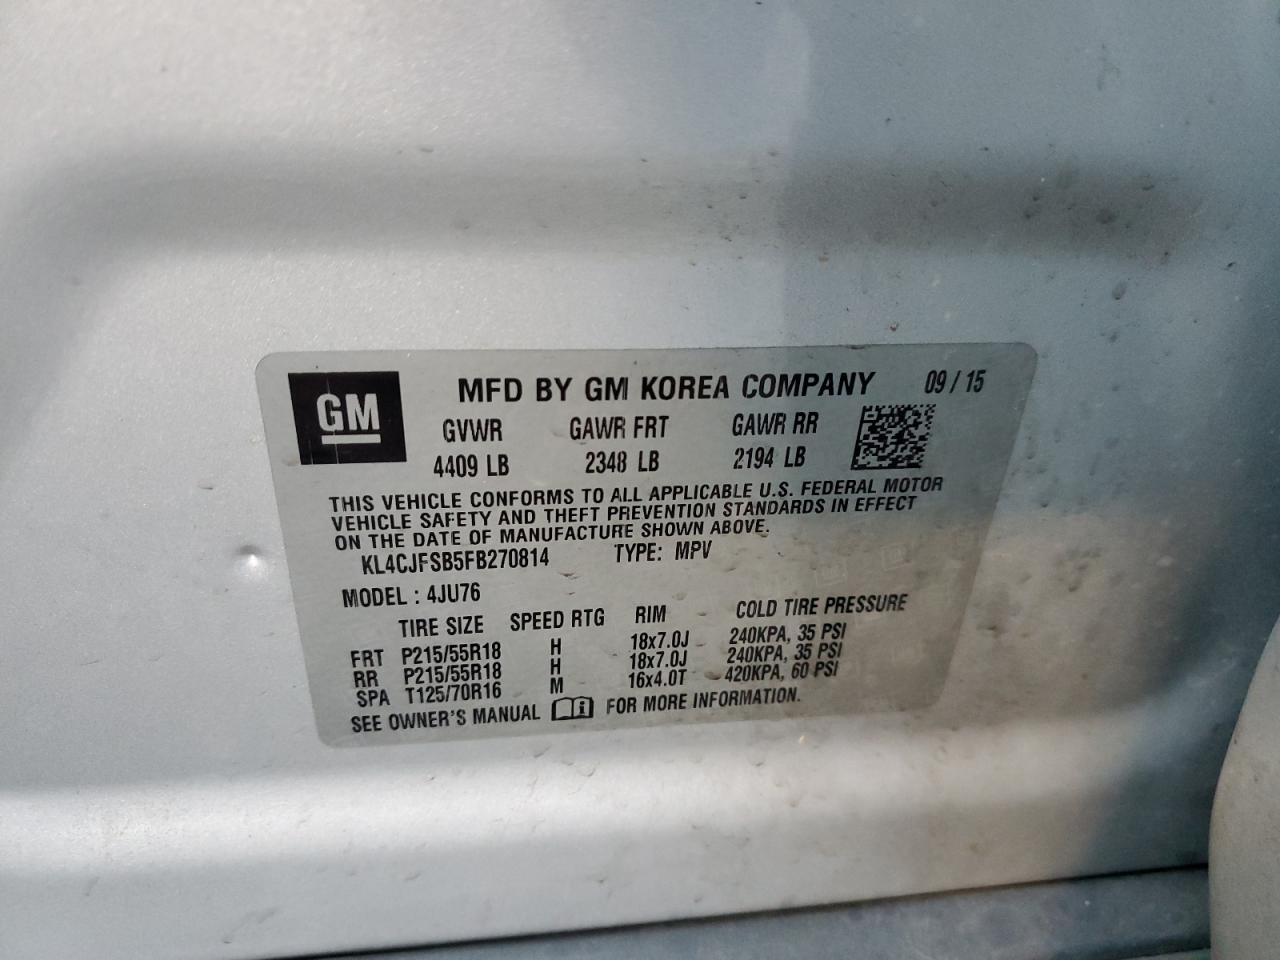 GM
MFD BY GM KOREA COMPANY 09 / 15
GVWR GAWR FRT GAWR RR
4409 LB 2348 LB 2194 LB
THIS VEHICLE CONFORMS TO ALL APPLICABLE U.S. FEDERAL MOTOR
VEHICLE SAFETY AND THEFT PREVENTION STANDARDS IN EFFECT
ON THE DATE OF MANUFACTURE SHOWN ABOVE.
KL4CJFSB5FB270814 TYPE: MPV
MODEL : 4JU76
TIRE SIZE SPEED RTG RIM COLD TIRE PRESSURE
FRT P215/55R18 H 18x7.0J 240KPA, 35 PSI
RR P215/55R18 H 18x7.0J 240KPA, 35 PSI
SPA T125/70R16 M 16x4.0T 420KPA, 60 PSI
SEE OWNER'S MANUAL FOR MORE INFORMATION.